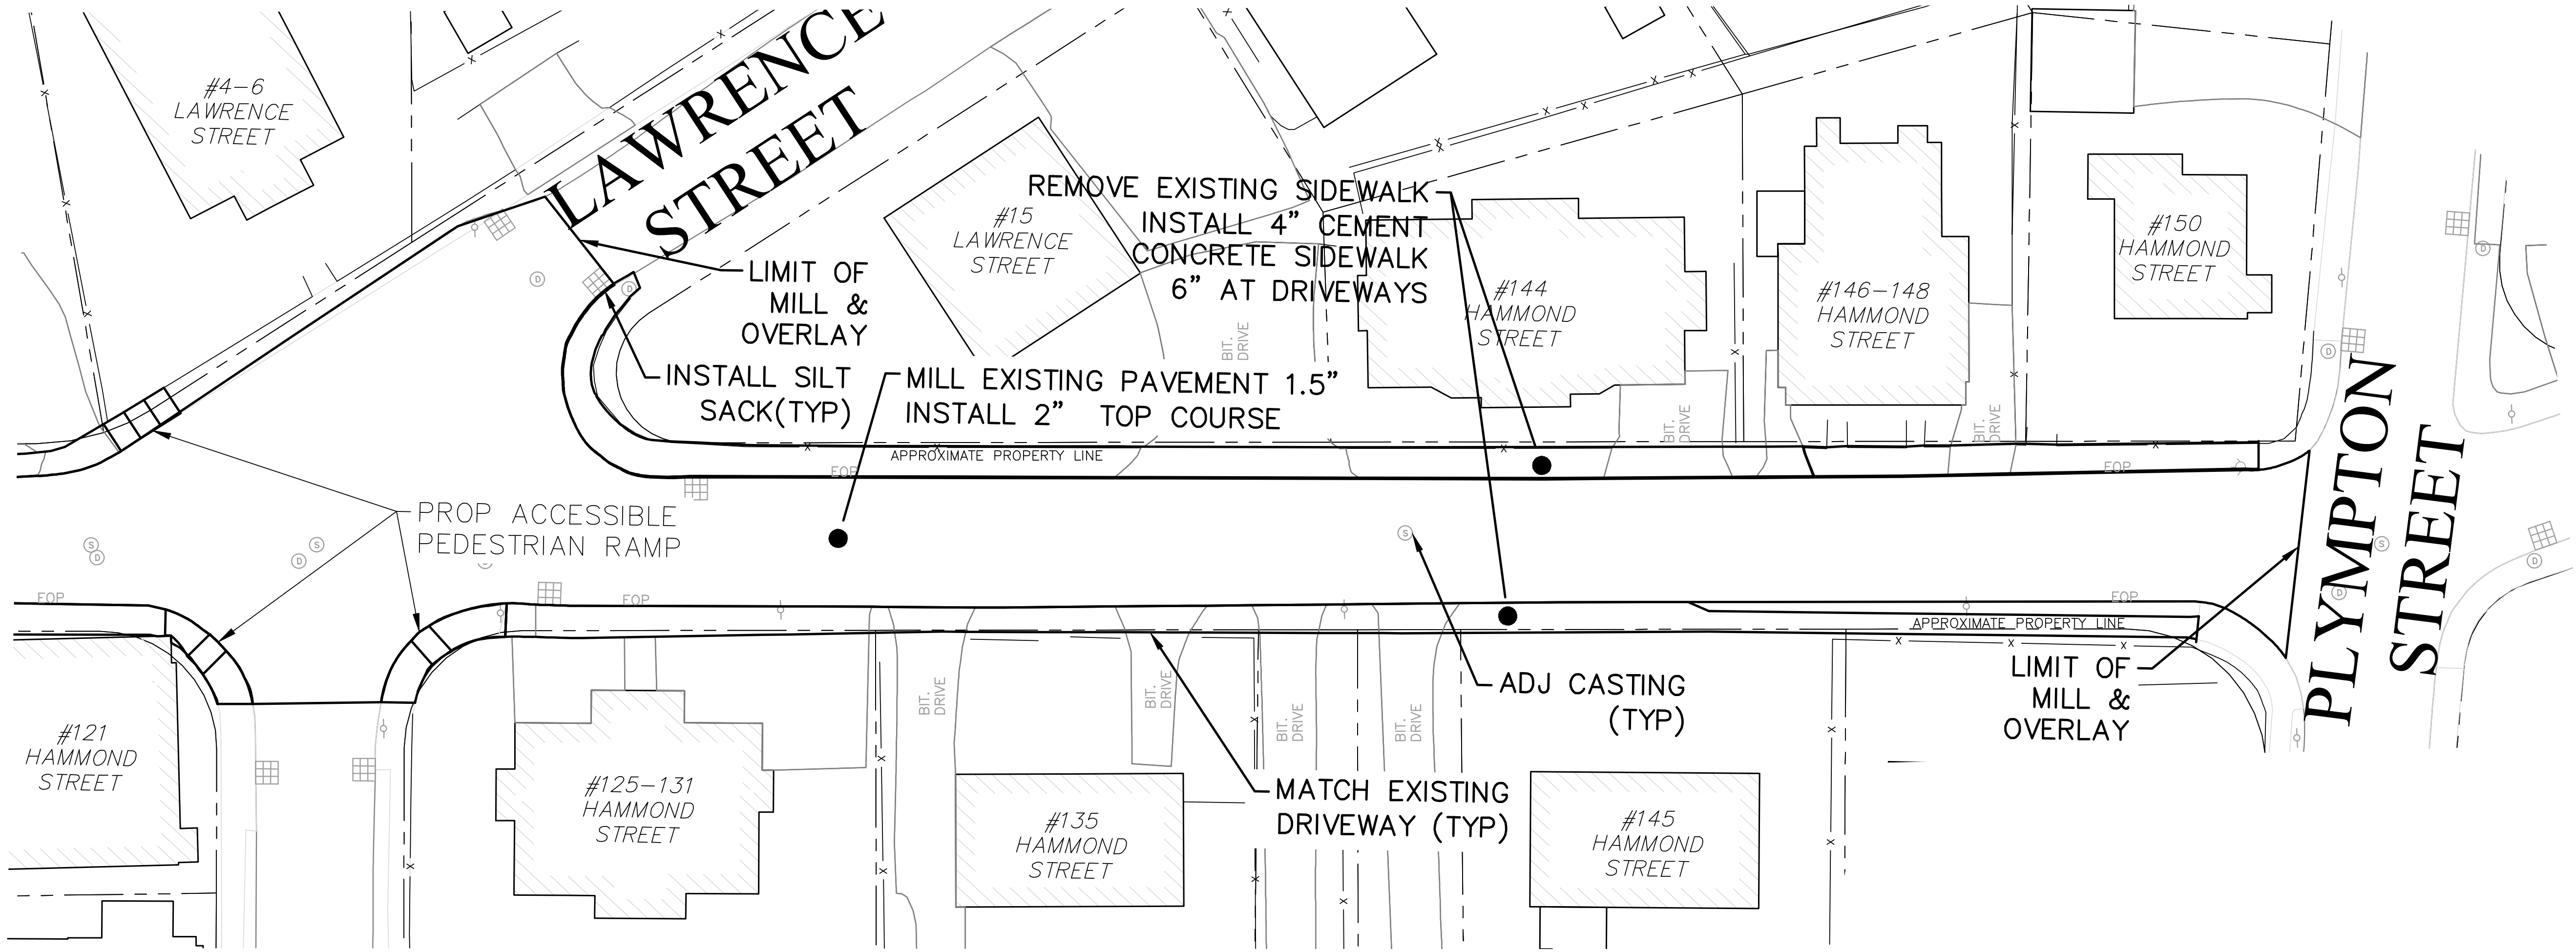 #4-6
LAWRENCE
STREET
LAWRENCE
STREET
#15
LAWRENCE
STREET
REMOVE EXISTING SIDEWALK
INSTALL 4” CEMENT
CONCRETE SIDEWALK
6” AT DRIVEWAYS
#144
HAMMOND
STREET
#146-148
HAMMOND
STREET
#150
HAMMOND
STREET
LIMIT OF
MILL &
OVERLAY
INSTALL SILT
SACK(TYP)
MILL EXISTING PAVEMENT 1.5”
INSTALL 2” TOP COURSE
BIT.
DRIVE
BIT.
DRIVE
BIT.
DRIVE
APPROXIMATE PROPERTY LINE
EOP
EOP
PLYMPTON
STREET
PROP ACCESSIBLE
PEDESTRIAN RAMP
D
D
D
D
S
D
D
S
S
S
D
D
EOP
EOP
EOP
APPROXIMATE PROPERTY LINE
#121
HAMMOND
STREET
#125-131
HAMMOND
STREET
BIT.
DRIVE
BIT.
DRIVE
BIT.
DRIVE
BIT.
DRIVE
#135
HAMMOND
STREET
MATCH EXISTING
DRIVEWAY (TYP)
ADJ CASTING
(TYP)
#145
HAMMOND
STREET
LIMIT OF
MILL &
OVERLAY